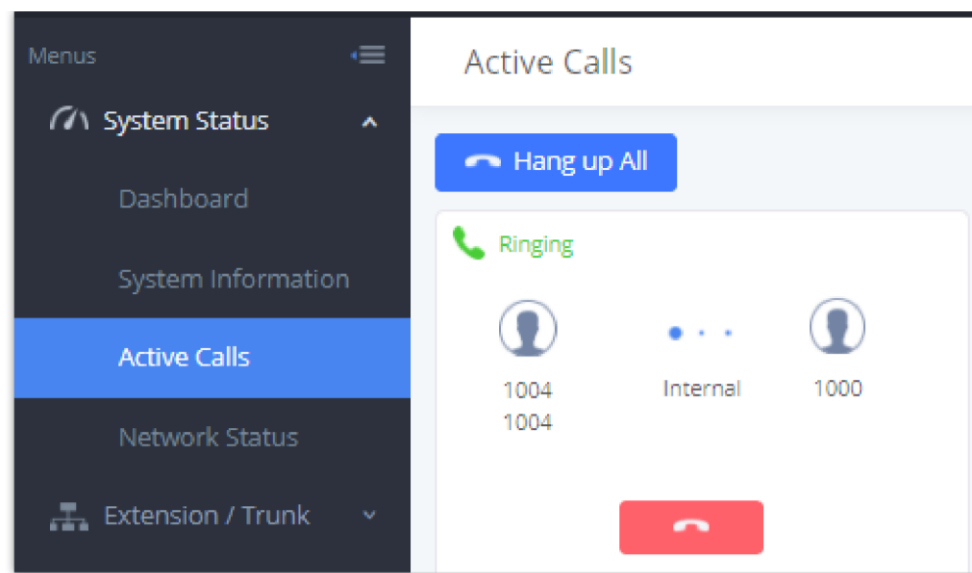 Menus
System Status
Dashboard
System Information
Active Calls
Network Status
Extension / Trunk
Active Calls
Hang up All
Ringing
1004 Internal 1000
1004